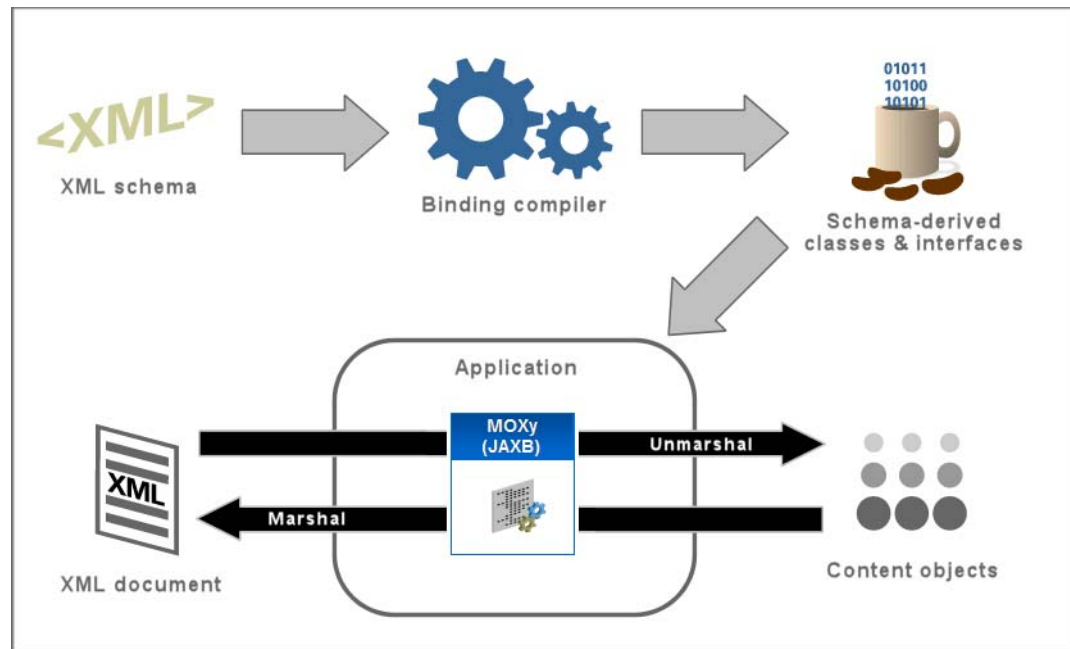 <XML>
XML schema
Binding compiler
01011
10100
10101
Schema-derived
classes & interfaces
Application
MOXy
(JAXB)
Unmarshal
XML
Marshal
XML document
Content objects